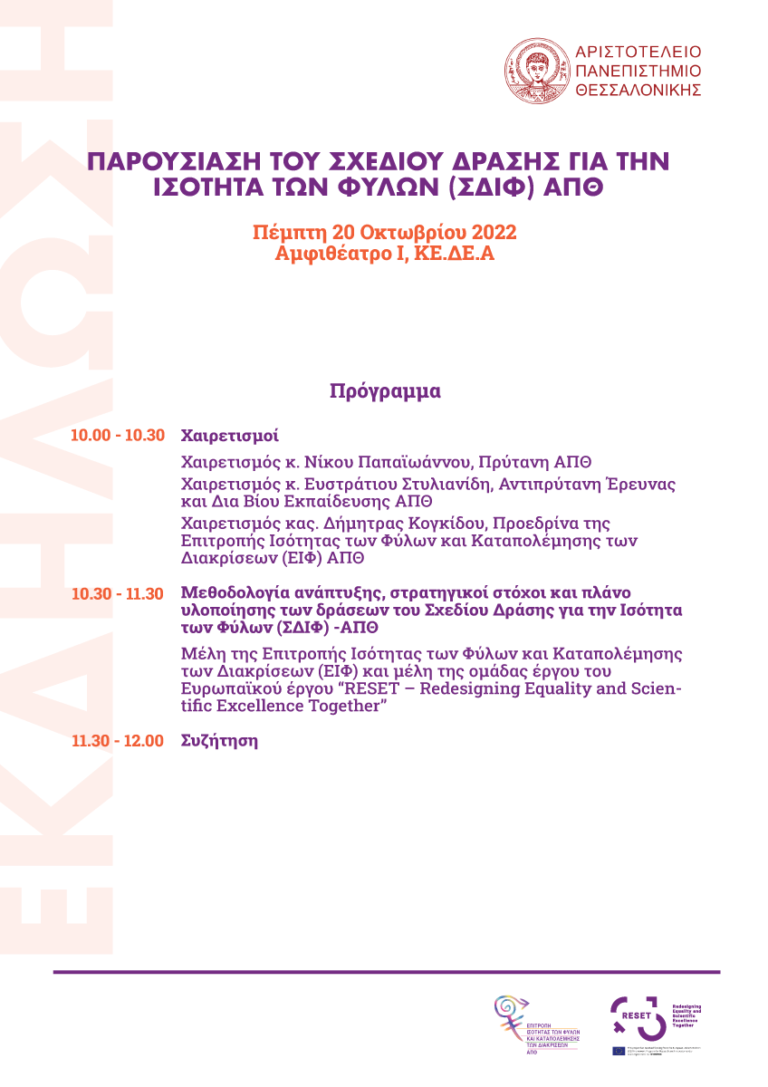 ΑΡΙΣΤΟΤΕΛΕΙΟ
ΠΑΝΕΠΙΣΤΗΜΙΟ
ΘΕΣΣΑΛΟΝΙΚΗΣ
ΕΚΔΗΛΩΣΗ
ΠΑΡΟΥΣΙΑΣΗ ΤΟΥ ΣΧΕΔΙΟΥ ΔΡΑΣΗΣ ΓΙΑ ΤΗΝ
ΙΣΟΤΗΤΑ ΤΩΝ ΦΥΛΩΝ (ΣΔΙΦ) ΑΠΘ
Πέμπτη 20 Οκτωβρίου 2022
Αμφιθέατρο Ι, ΚΕ.ΔΕ.Α
Πρόγραμμα
10.00 - 10.30 Χαιρετισμοί
Χαιρετισμός κ. Νίκου Παπαϊωάννου, Πρύτανη ΑΠΘ
Χαιρετισμός κ. Ευστράτιου Στυλιανίδη, Αντιπρύτανη Έρευνας
και Δια Βίου Εκπαίδευσης ΑΠΘ
Χαιρετισμός κας. Δήμητρας Κογκίδου, Προεδρίνα της
Επιτροπής Ισότητας των Φύλων και Καταπολέμησης των
Διακρίσεων (ΕΙΦ) ΑΠΘ
10.30 - 11.30 Μεθοδολογία ανάπτυξης, στρατηγικοί στόχοι και πλάνο
υλοποίησης των δράσεων του Σχεδίου Δράσης για την Ισότητα
των Φύλων (ΣΔΙΦ) -ΑΠΘ
Μέλη της Επιτροπής Ισότητας των Φύλων και Καταπολέμησης
των Διακρίσεων (ΕΙΦ) και μέλη της ομάδας έργου του
Ευρωπαϊκού έργου “RESET – Redesigning Equality and Scien-
tific Excellence Together”
11.30 - 12.00 Συζήτηση
ΕΠΙΤΡΟΠΗ
ΙΣΟΤΗΤΑΣ ΤΩΝ ΦΥΛΩΝ
ΚΑΙ ΚΑΤΑΠΟΛΕΜΗΣΗΣ
ΤΩΝ ΔΙΑΚΡΙΣΕΩΝ
ΑΠΘ
RESET
Redesigning
Equality and
Scientific
Excellence
Together